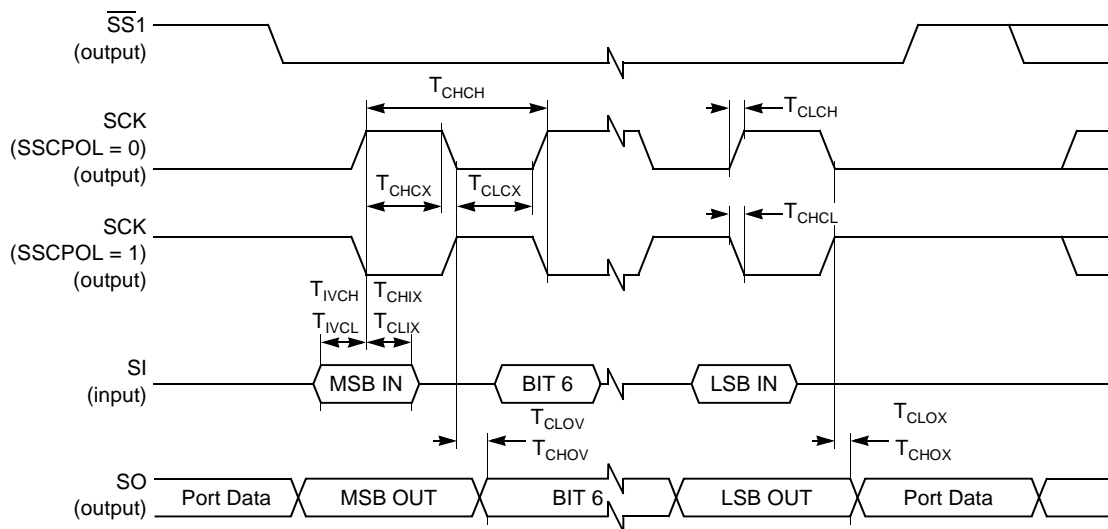 SS1
(output)
T_CHCH
T_CLCH
SCK
(SSCPOL = 0)
(output)
T_CHCX
T_CLCX
T_CHCL
SCK
(SSCPOL = 1)
(output)
T_IVCH
T_CHIX
T_IVCL
T_CLIX
SI
(input)
MSB IN
BIT 6
LSB IN
T_CLOV
T_CHOV
T_CLOX
T_CHOX
SO
(output)
Port Data
MSB OUT
BIT 6
LSB OUT
Port Data